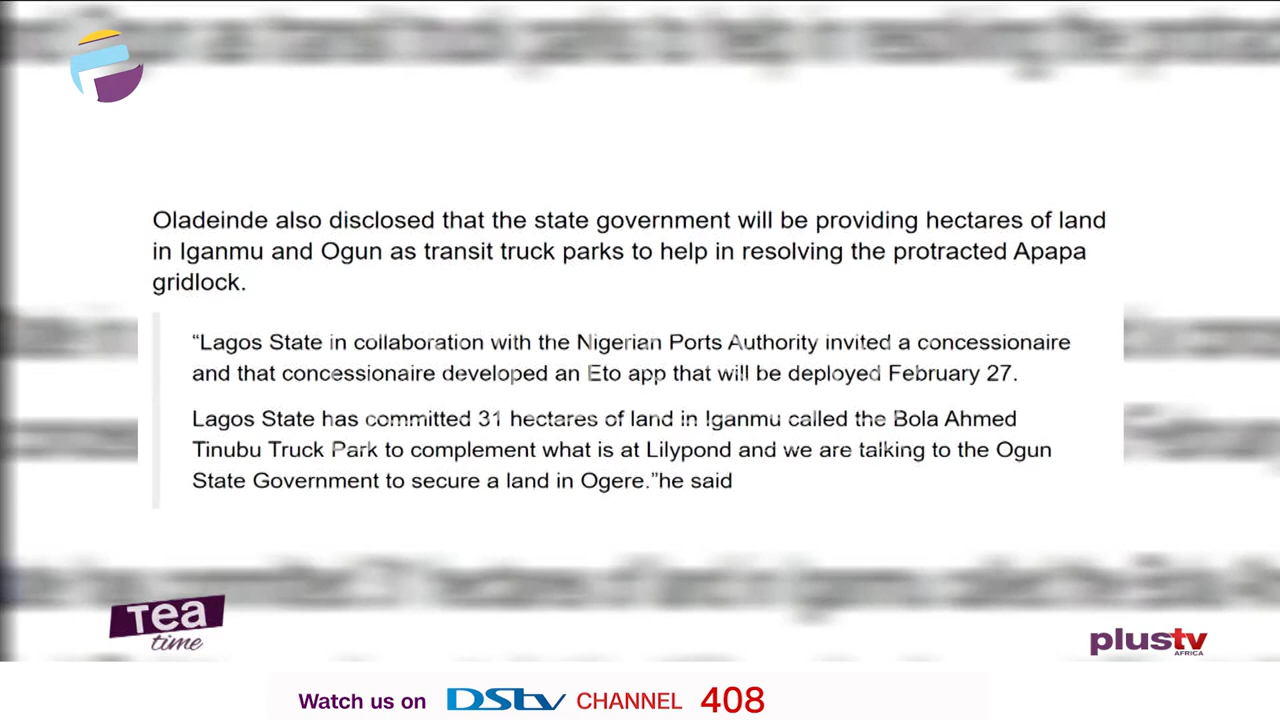 Oladeinde also disclosed that the state government will be providing hectares of land
in Iganmu and Ogun as transit truck parks to help in resolving the protracted Apapa
gridlock.
“Lagos State in collaboration with the Nigerian Ports Authority invited a concessionaire
and that concessionaire developed an Eto app that will be deployed February 27.
Lagos State has committed 31 hectares of land in Iganmu called the Bola Ahmed
Tinubu Truck Park to complement what is at Lilypond and we are talking to the Ogun
State Government to secure a land in Ogere.”he said
Tea
time
plustv
AFRICA
Watch us on DStv CHANNEL 408